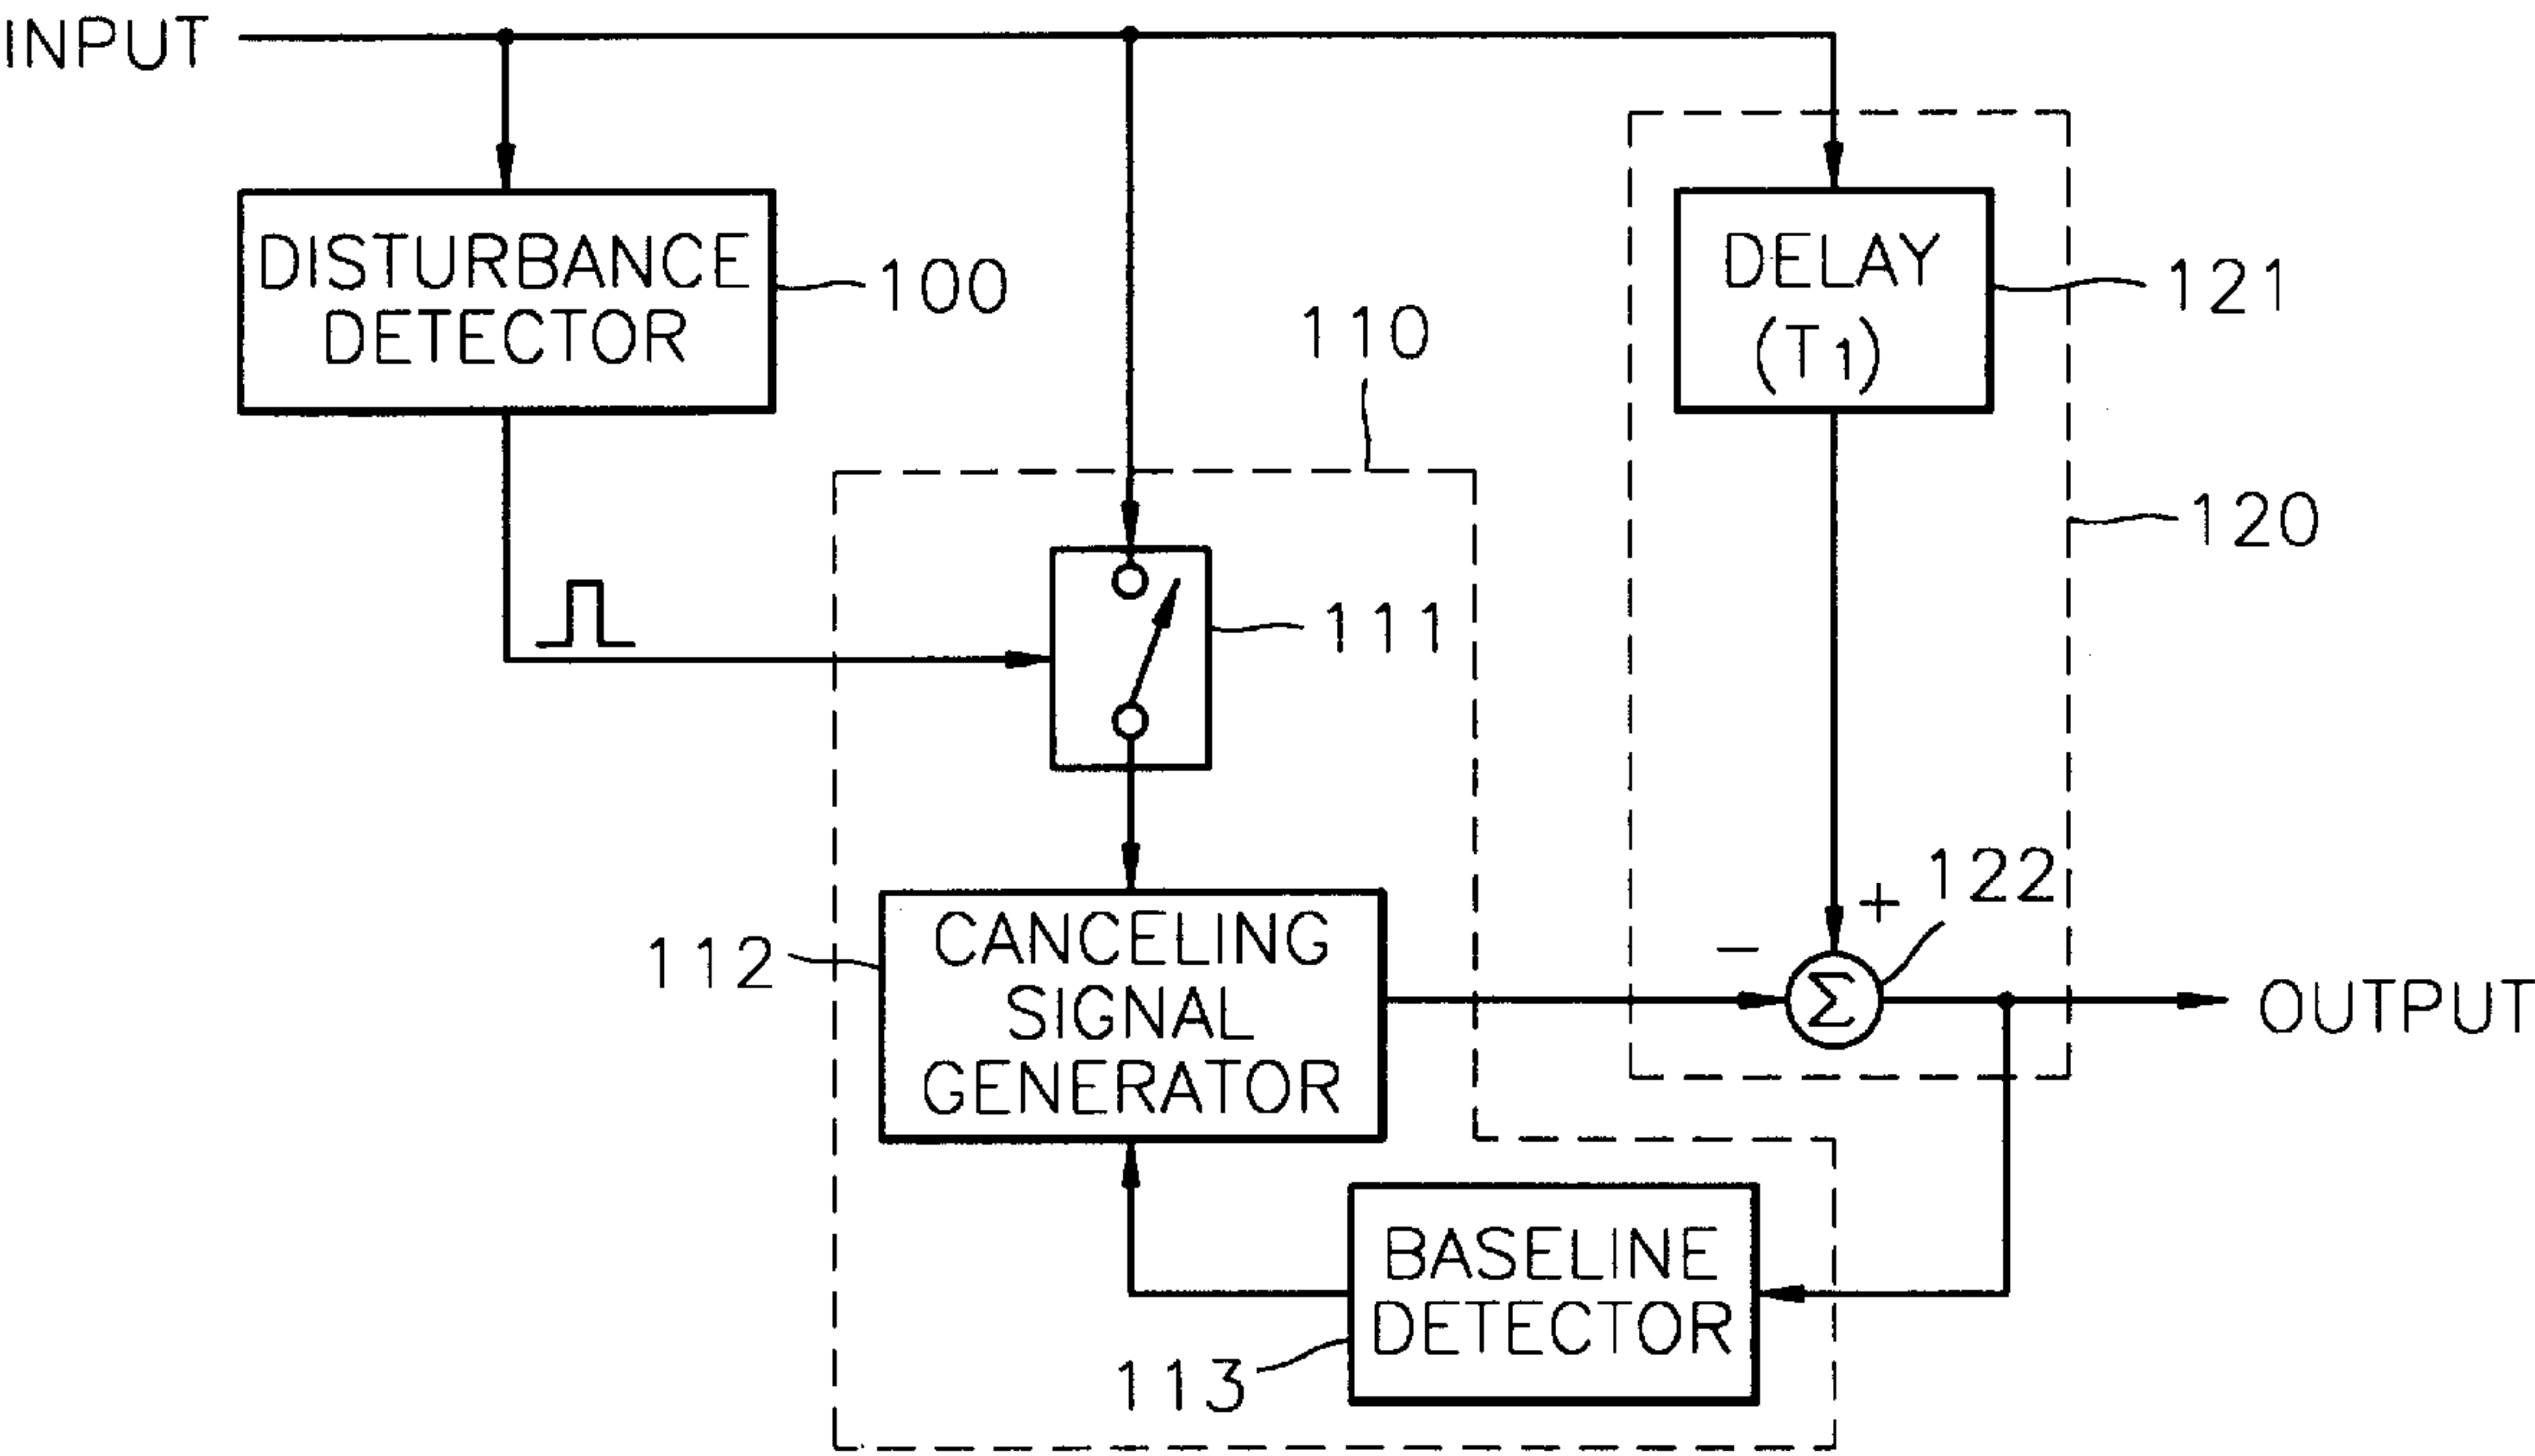 INPUT
DISTURBANCE
DETECTOR
100
DELAY
(T1)
121
110
120
111
112
CANCELING
SIGNAL
GENERATOR
122
+
−
Σ
OUTPUT
BASELINE
DETECTOR
113